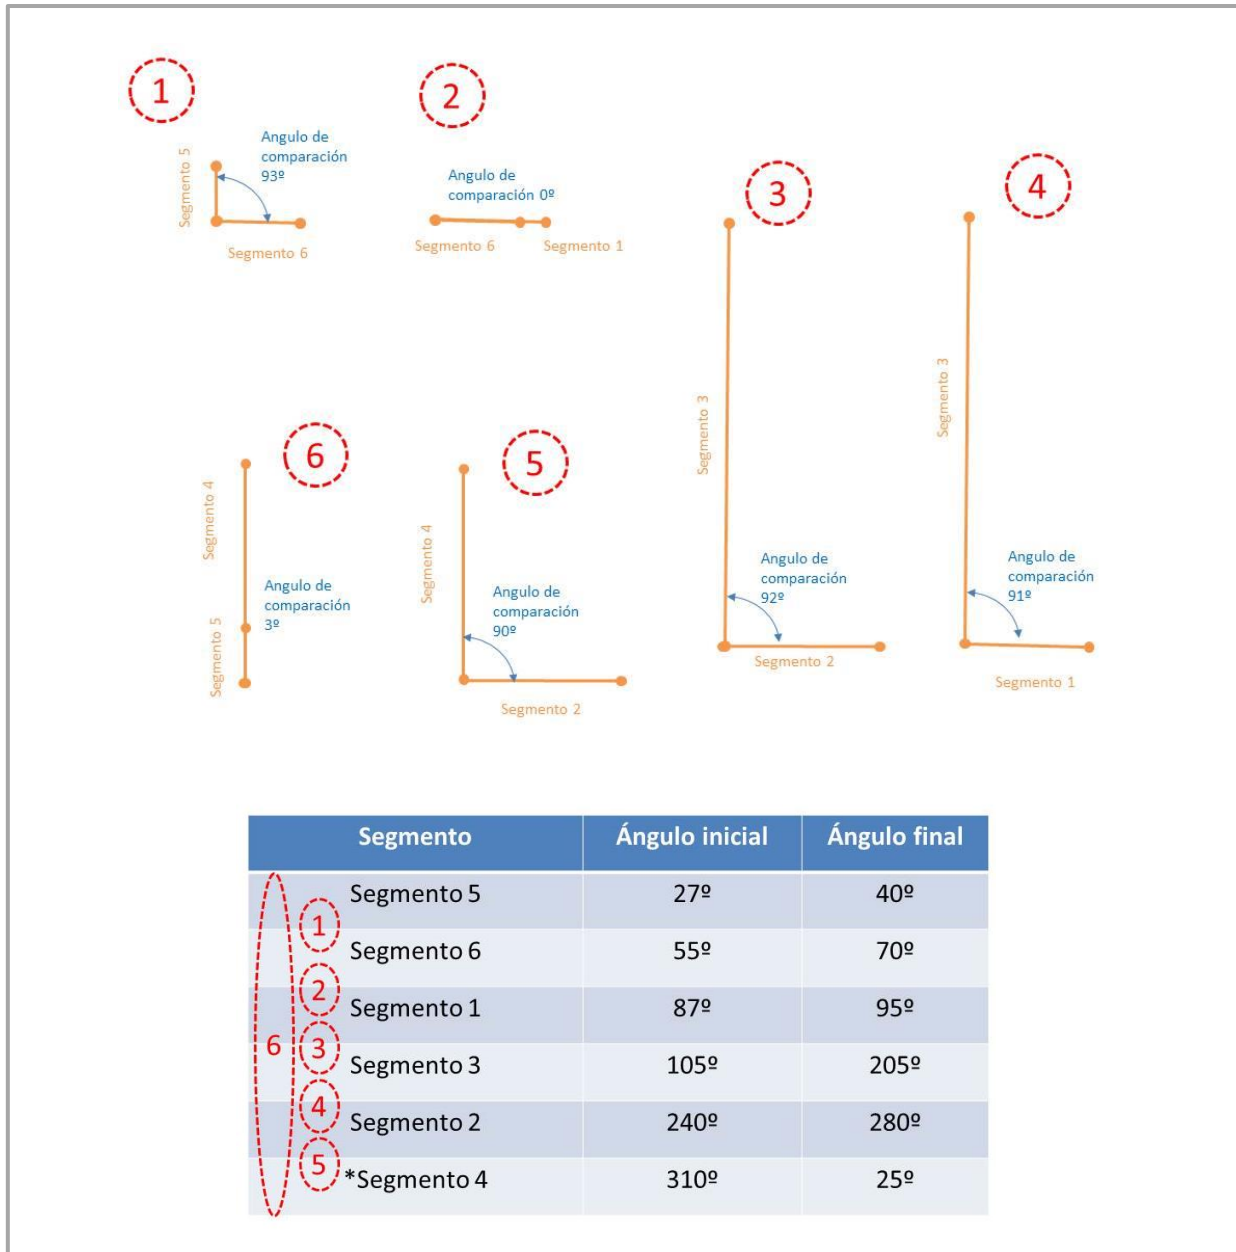 1
Angulo de
comparación
93º
Segmento 5
Segmento 6
2
Angulo de
comparación 0º
Segmento 6
Segmento 1
3
Segmento 3
Angulo de
comparación
92º
Segmento 2
4
Segmento 3
Angulo de
comparación
91º
Segmento 1
6
Segmento 4
Angulo de
comparación
3º
Segmento 5
5
Segmento 4
Angulo de
comparación
90º
Segmento 2
Segmento Ángulo inicial Ángulo final
Segmento 5 27º 40º
1
Segmento 6 55º 70º
2
Segmento 1 87º 95º
6
3
Segmento 3 105º 205º
4
Segmento 2 240º 280º
5
*Segmento 4 310º 25º